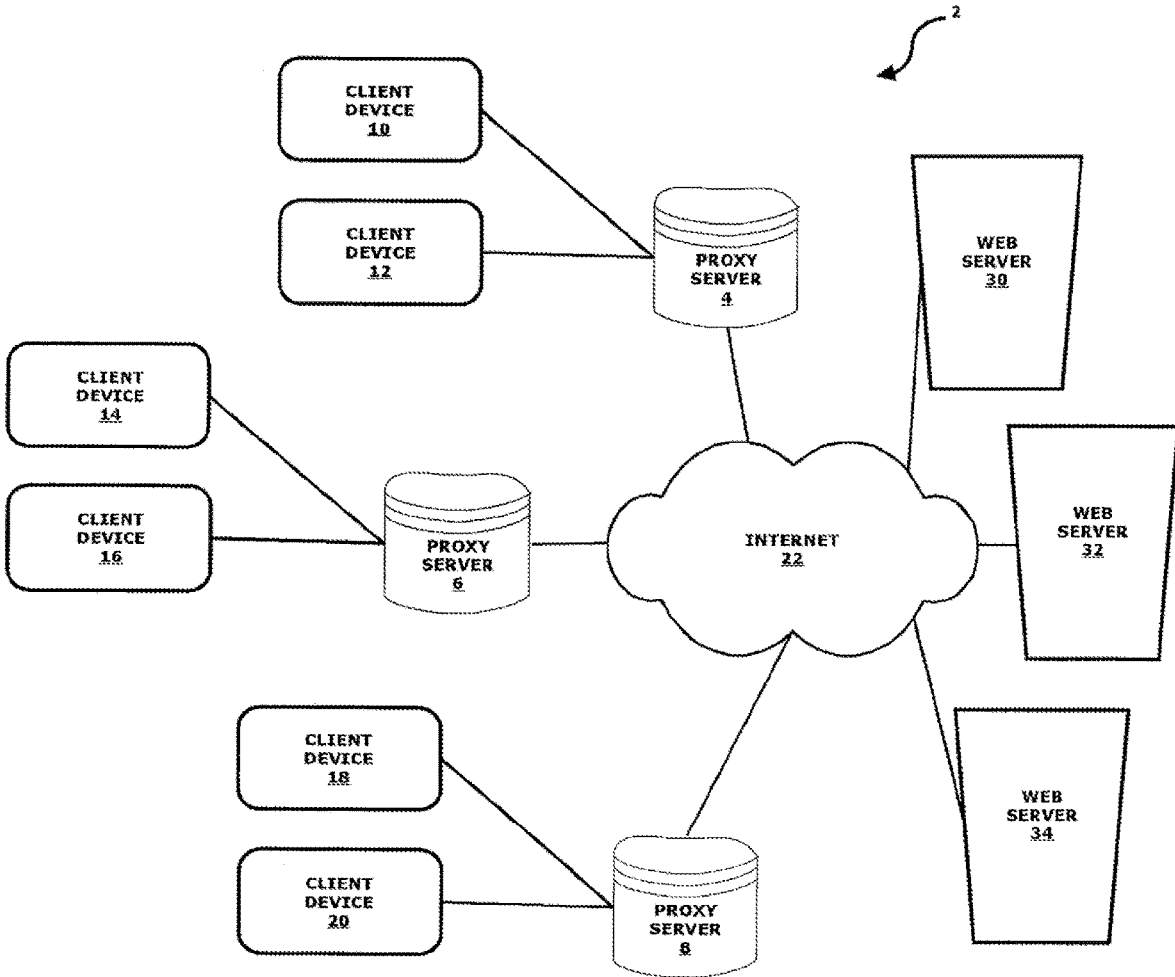 2
CLIENT
DEVICE
10
CLIENT
DEVICE
12
PROXY
SERVER
4
WEB
SERVER
30
CLIENT
DEVICE
14
CLIENT
DEVICE
16
PROXY
SERVER
6
INTERNET
22
WEB
SERVER
32
CLIENT
DEVICE
18
CLIENT
DEVICE
20
PROXY
SERVER
8
WEB
SERVER
34